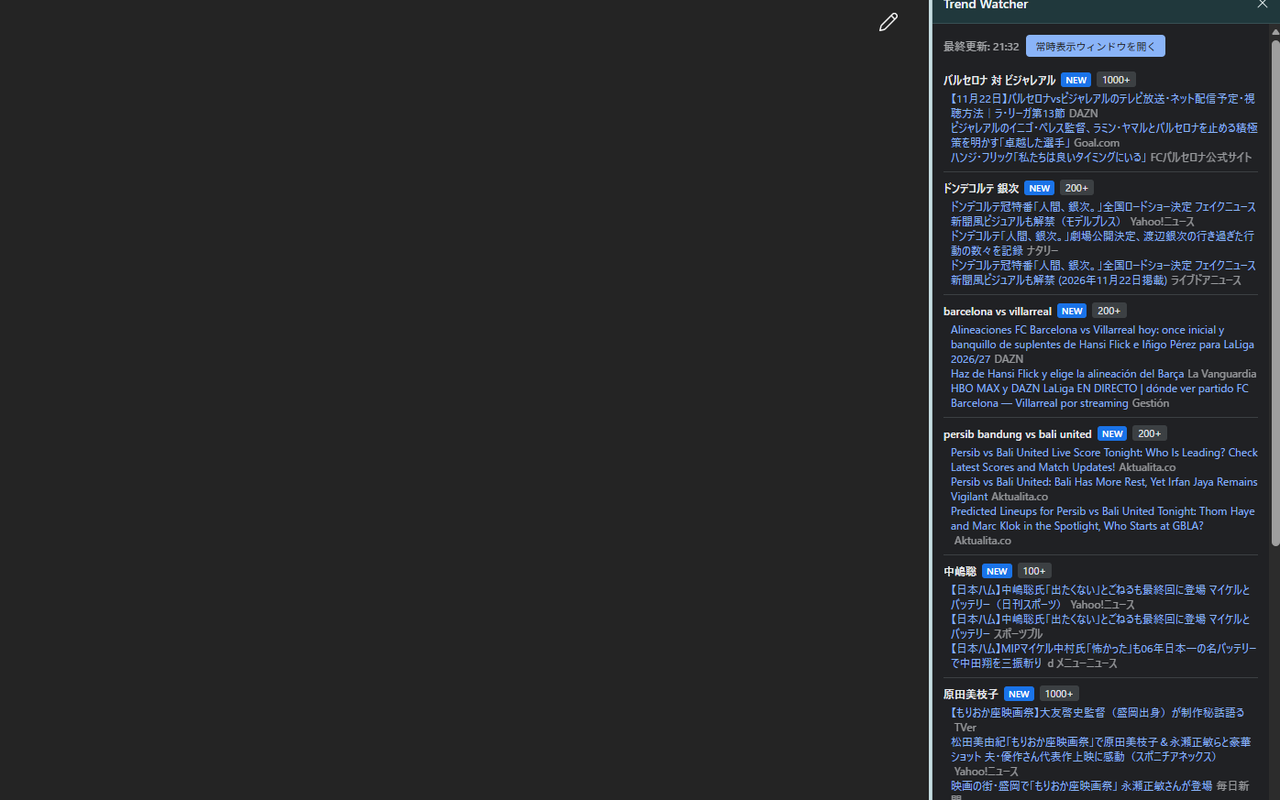 Trend Watcher
最終更新: 21:32 常時表示ウィンドウを開く
バルセロナ 対 ビジャレアル NEW 1000+
【11月22日】バルセロナvsビジャレアルのテレビ放送・ネット配信予定・視
聴方法｜ラ・リーガ第13節 DAZN
ビジャレアルのイニゴ・ペレス監督、ラミン・ヤマルとバルセロナを止める積極
策を明かす「卓越した選手」 Goal.com
ハンジ・フリック「私たちは良いタイミングにいる」 FCバルセロナ公式サイト
ドンデコルテ 銀次 NEW 200+
ドンデコルテ冠特番「人間、銀次。」全国ロードショー決定 フェイクニュース
新聞風ビジュアルも解禁（モデルプレス） Yahoo!ニュース
ドンデコルテ「人間、銀次。」劇場公開決定、渡辺銀次の行き過ぎた行
動の数々を記録 ナタリー
ドンデコルテ冠特番「人間、銀次。」全国ロードショー決定 フェイクニュース
新聞風ビジュアルも解禁 (2026年11月22日掲載) ライブドアニュース
barcelona vs villarreal NEW 200+
Alineaciones FC Barcelona vs Villarreal hoy: once inicial y
banquillo de suplentes de Hansi Flick e Iñigo Pérez para LaLiga
2026/27 DAZN
Haz de Hansi Flick y elige la alineación del Barça La Vanguardia
HBO MAX y DAZN LaLiga EN DIRECTO | dónde ver partido FC
Barcelona — Villarreal por streaming Gestión
persib bandung vs bali united NEW 200+
Persib vs Bali United Live Score Tonight: Who Is Leading? Check
Latest Scores and Match Updates! Aktualita.co
Persib vs Bali United: Bali Has More Rest, Yet Irfan Jaya Remains
Vigilant Aktualita.co
Predicted Lineups for Persib vs Bali United Tonight: Thom Haye
and Marc Klok in the Spotlight, Who Starts at GBLA?
Aktualita.co
中嶋聡 NEW 100+
【日本ハム】中嶋聡氏「出たくない」とごねるも最終回に登場 マイケルと
バッテリー（日刊スポーツ） Yahoo!ニュース
【日本ハム】中嶋聡氏「出たくない」とごねるも最終回に登場 マイケルと
バッテリー スポーツブル
【日本ハム】MIPマイケル中村氏「怖かった」も06年日本一の名バッテリー
で中田翔を三振斬り ｄメニューニュース
原田美枝子 NEW 1000+
【もりおか座映画祭】大友啓史監督（盛岡出身）が制作秘話語る
TVer
松田美由紀「もりおか座映画祭」で原田美枝子＆永瀬正敏らと豪華
ショット 夫・優作さん代表作上映に感動（スポニチアネックス）
Yahoo!ニュース
映画の街・盛岡で「もりおか座映画祭」 永瀬正敏さんが登場 毎日新
聞